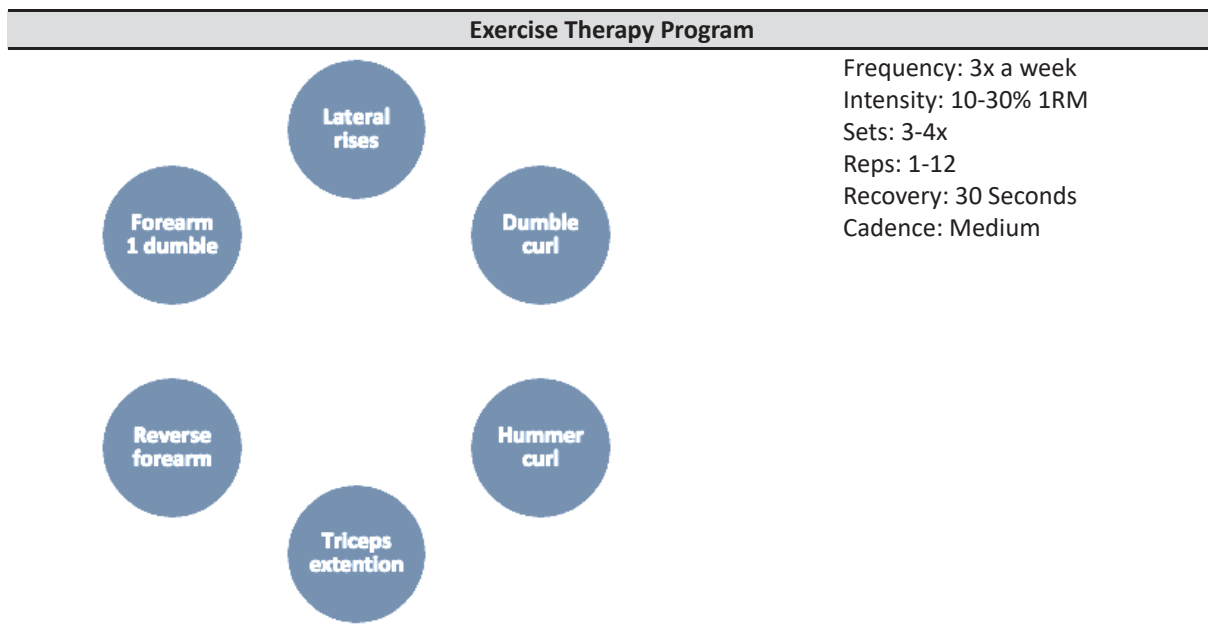 Exercise Therapy Program
Lateral
rises
Dumble
curl
Hummer
curl
Triceps
extention
Reverse
forearm
Forearm
1 dumble
Frequency: 3x a week
Intensity: 10-30% 1RM
Sets: 3-4x
Reps: 1-12
Recovery: 30 Seconds
Cadence: Medium